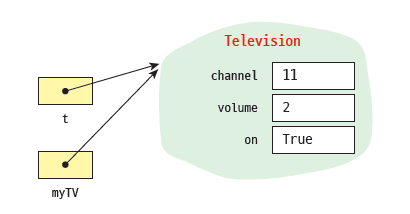 Television
channel 11
volume 2
on True
t
myTV